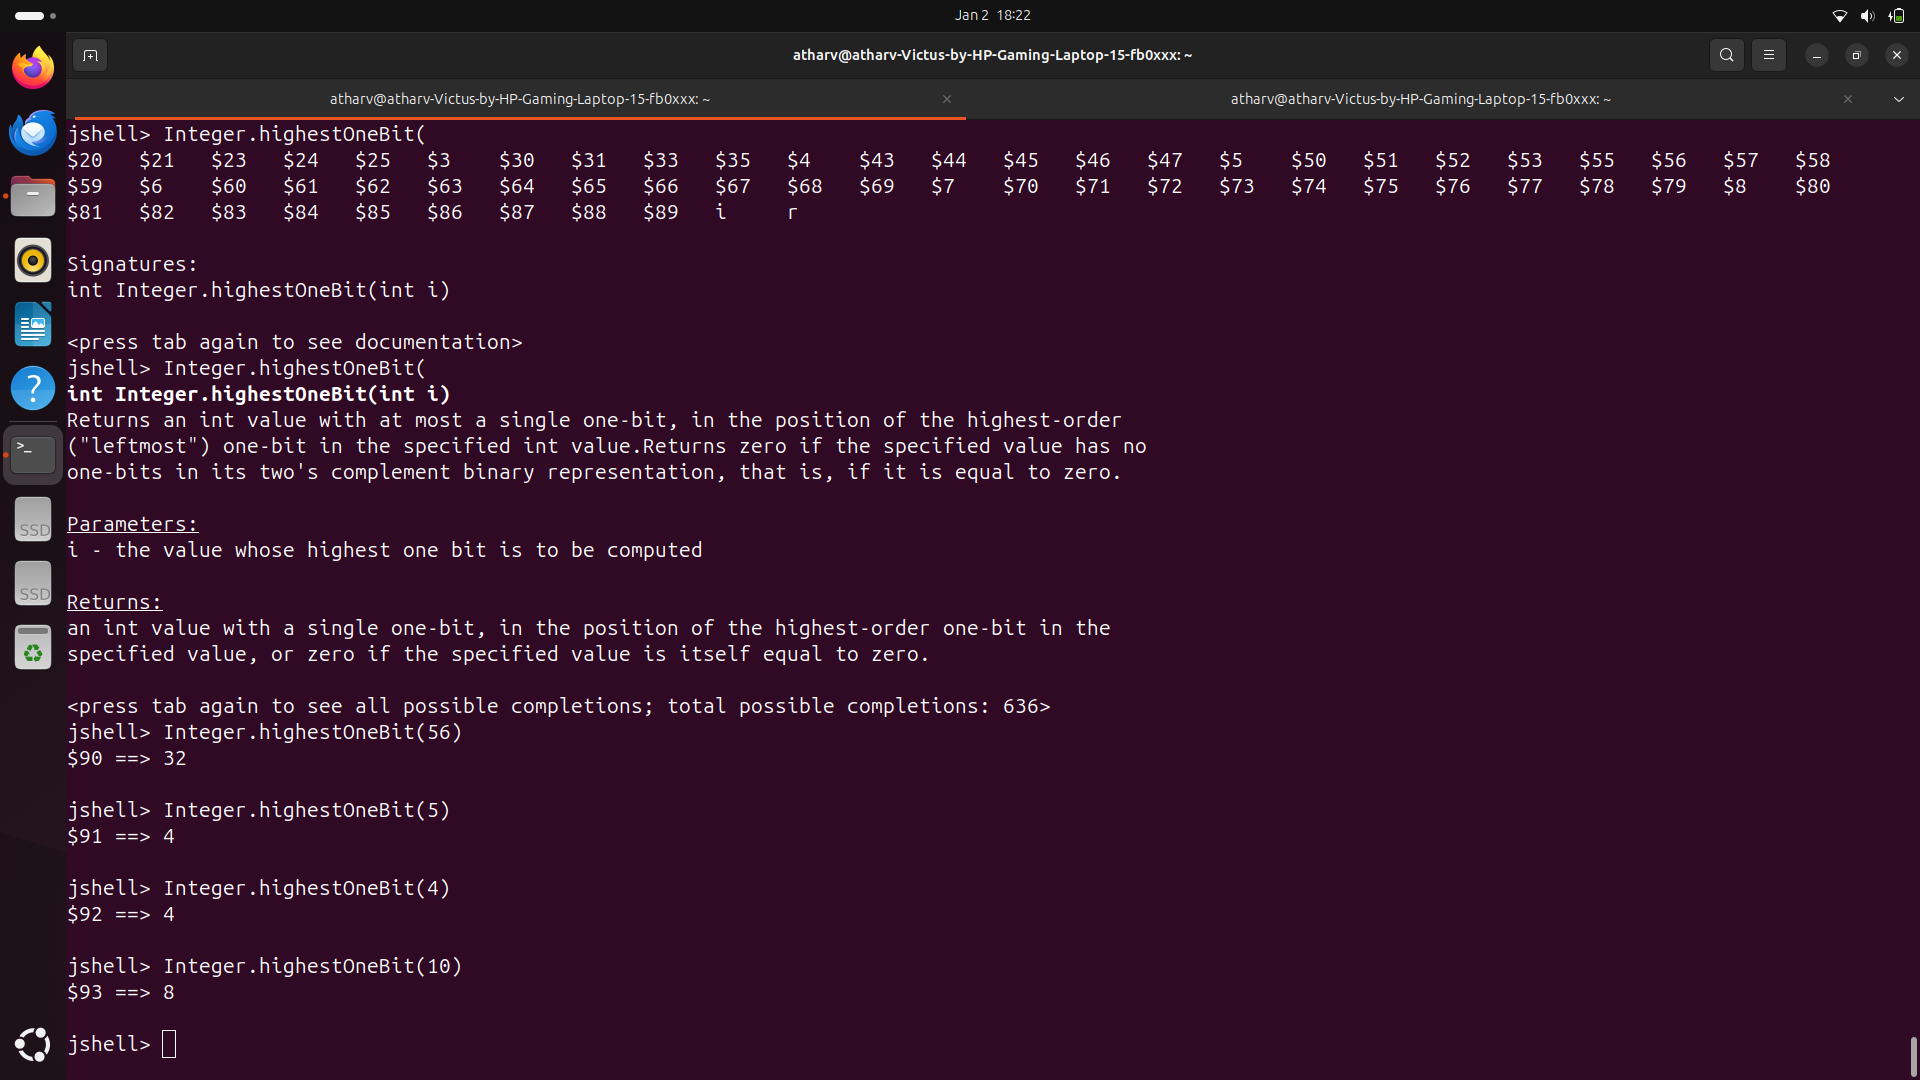 Jan 2 18:22
atharv@atharv-Victus-by-HP-Gaming-Laptop-15-fb0xxx: ~
atharv@atharv-Victus-by-HP-Gaming-Laptop-15-fb0xxx: ~
atharv@atharv-Victus-by-HP-Gaming-Laptop-15-fb0xxx: ~
jshell> Integer.highestOneBit(
$20 $21 $23 $24 $25 $3 $30 $31 $33 $35 $4 $43 $44 $45 $46 $47 $5 $50 $51 $52 $53 $55 $56 $57 $58
$59 $6 $60 $61 $62 $63 $64 $65 $66 $67 $68 $69 $7 $70 $71 $72 $73 $74 $75 $76 $77 $78 $79 $8 $80
$81 $82 $83 $84 $85 $86 $87 $88 $89 i r
Signatures:
int Integer.highestOneBit(int i)
<press tab again to see documentation>
jshell> Integer.highestOneBit(
int Integer.highestOneBit(int i)
Returns an int value with at most a single one-bit, in the position of the highest-order
("leftmost") one-bit in the specified int value.Returns zero if the specified value has no
one-bits in its two's complement binary representation, that is, if it is equal to zero.
Parameters:
i - the value whose highest one bit is to be computed
Returns:
an int value with a single one-bit, in the position of the highest-order one-bit in the
specified value, or zero if the specified value is itself equal to zero.
<press tab again to see all possible completions; total possible completions: 636>
jshell> Integer.highestOneBit(56)
$90 ==> 32
jshell> Integer.highestOneBit(5)
$91 ==> 4
jshell> Integer.highestOneBit(4)
$92 ==> 4
jshell> Integer.highestOneBit(10)
$93 ==> 8
jshell>
SSD
SSD